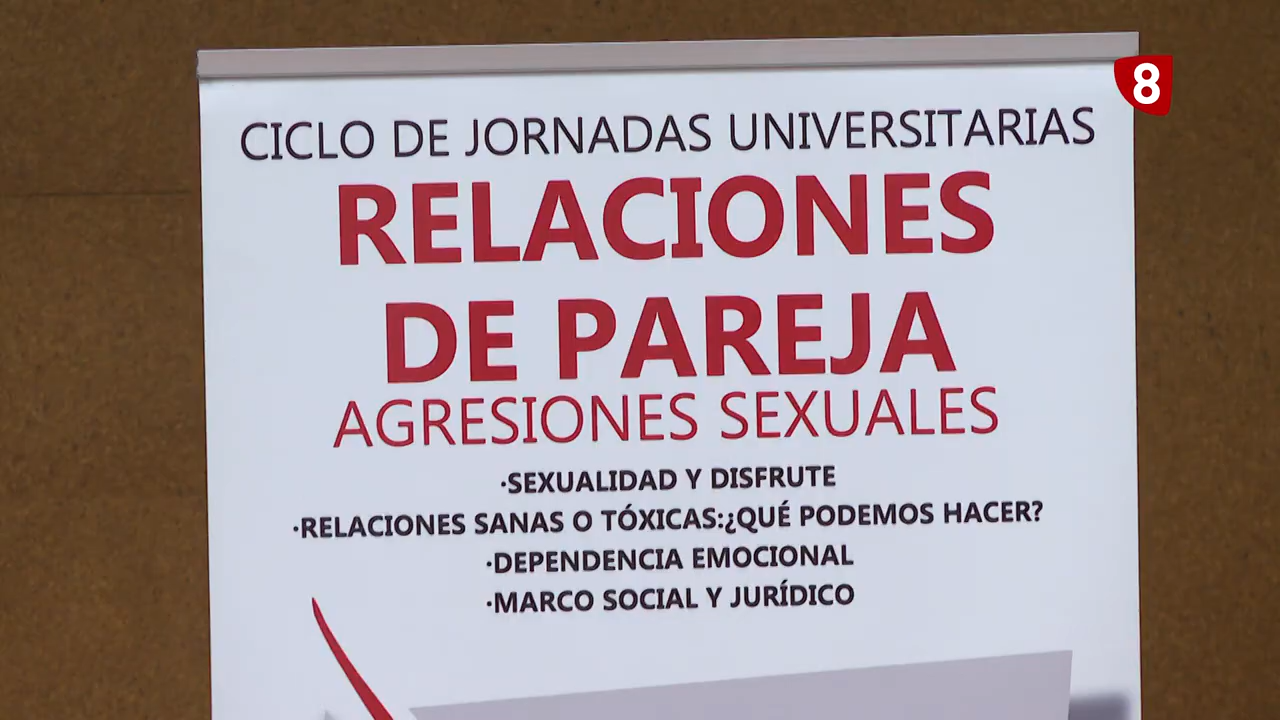 8
CICLO DE JORNADAS UNIVERSITARIAS
RELACIONES
DE PAREJA
AGRESIONES SEXUALES
·SEXUALIDAD Y DISFRUTE
·RELACIONES SANAS O TÓXICAS:¿QUÉ PODEMOS HACER?
·DEPENDENCIA EMOCIONAL
·MARCO SOCIAL Y JURÍDICO